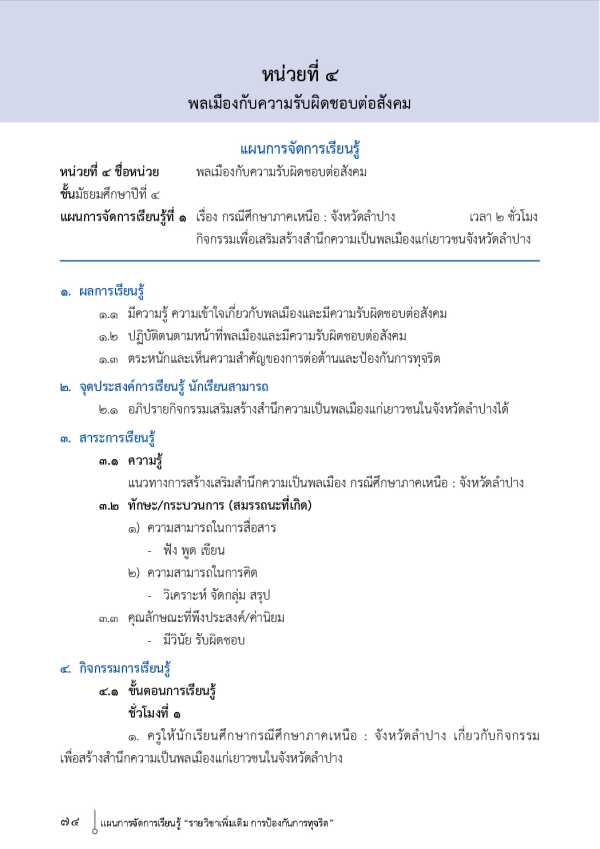 หน่วยที่ ๔
พลเมืองกับความรับผิดชอบต่อสังคม
แผนการจัดการเรียนรู้
หน่วยที่ ๔ ชื่อหน่วย พลเมืองกับความรับผิดชอบต่อสังคม
ชั้นมัธยมศึกษาปีที่ ๔
แผนการจัดการเรียนรู้ที่ ๑ เรื่อง กรณีศึกษาภาคเหนือ : จังหวัดลำปาง เวลา ๒ ชั่วโมง
กิจกรรมเพื่อเสริมสร้างสำนึกความเป็นพลเมืองแก่เยาวชนจังหวัดลำปาง
๑. ผลการเรียนรู้
๑.๑ มีความรู้ ความเข้าใจเกี่ยวกับพลเมืองและมีความรับผิดชอบต่อสังคม
๑.๒ ปฏิบัติตนตามหน้าที่พลเมืองและมีความรับผิดชอบต่อสังคม
๑.๓ ตระหนักและเห็นความสำคัญของการต่อต้านและป้องกันการทุจริต
๒. จุดประสงค์การเรียนรู้ นักเรียนสามารถ
๒.๑ อภิปรายกิจกรรมเสริมสร้างสำนึกความเป็นพลเมืองแก่เยาวชนในจังหวัดลำปางได้
๓. สาระการเรียนรู้
๓.๑ ความรู้
แนวทางการสร้างเสริมสำนึกความเป็นพลเมือง กรณีศึกษาภาคเหนือ : จังหวัดลำปาง
๓.๒ ทักษะ/กระบวนการ (สมรรถนะที่เกิด)
๑) ความสามารถในการสื่อสาร
- ฟัง พูด เขียน
๒) ความสามารถในการคิด
- วิเคราะห์ จัดกลุ่ม สรุป
๓.๓ คุณลักษณะที่พึงประสงค์/ค่านิยม
- มีวินัย รับผิดชอบ
๔. กิจกรรมการเรียนรู้
๔.๑ ขั้นตอนการเรียนรู้
ชั่วโมงที่ ๑
๑. ครูให้นักเรียนศึกษากรณีศึกษาภาคเหนือ : จังหวัดลำปาง เกี่ยวกับกิจกรรม
เพื่อสร้างสำนึกความเป็นพลเมืองแก่เยาวชนในจังหวัดลำปาง
๗๔ แผนการจัดการเรียนรู้ "รายวิชาเพิ่มเติม การป้องกันการทุจริต"